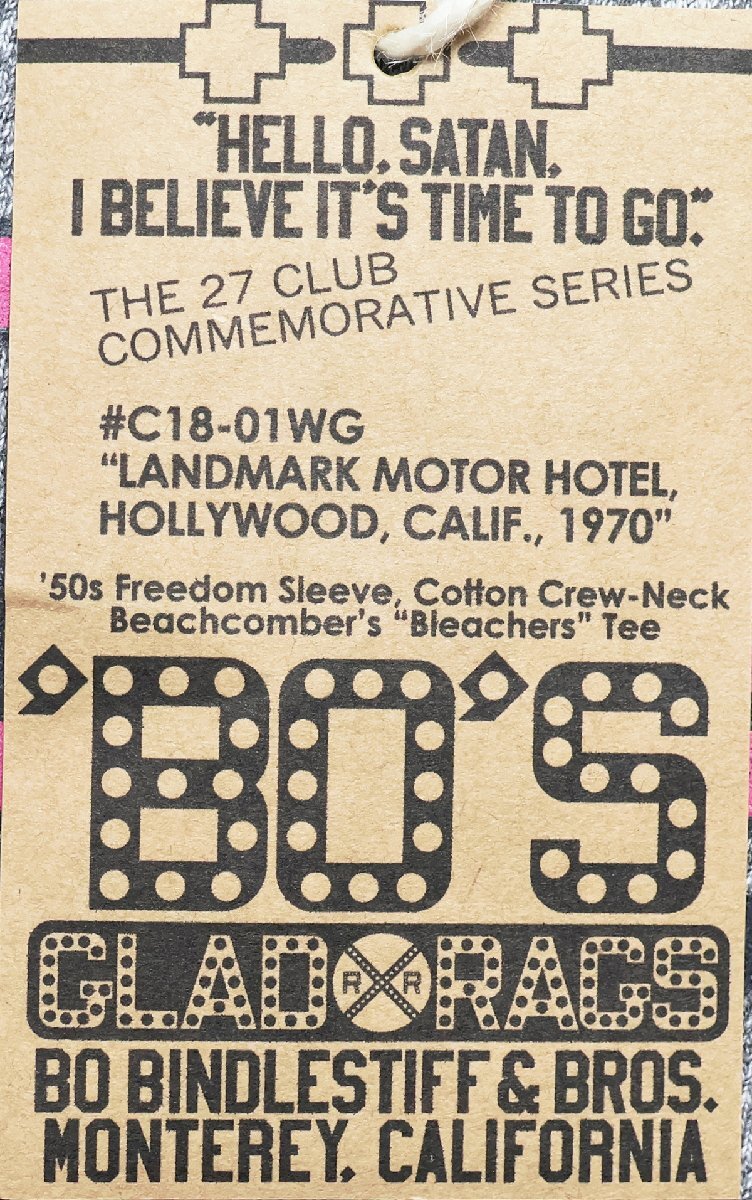 “HELLO, SATAN,
I BELIEVE IT’S TIME TO GO.”
THE 27 CLUB
COMMEMORATIVE SERIES
#C18-01WG
“LANDMARK MOTOR HOTEL,
HOLLYWOOD, CALIF., 1970”
’50s Freedom Sleeve, Cotton Crew-Neck
Beachcomber’s “Bleachers” Tee
’BO’S
GLAD R R RAGS
BO BINDLESTIFF & BROS.
MONTEREY, CALIFORNIA